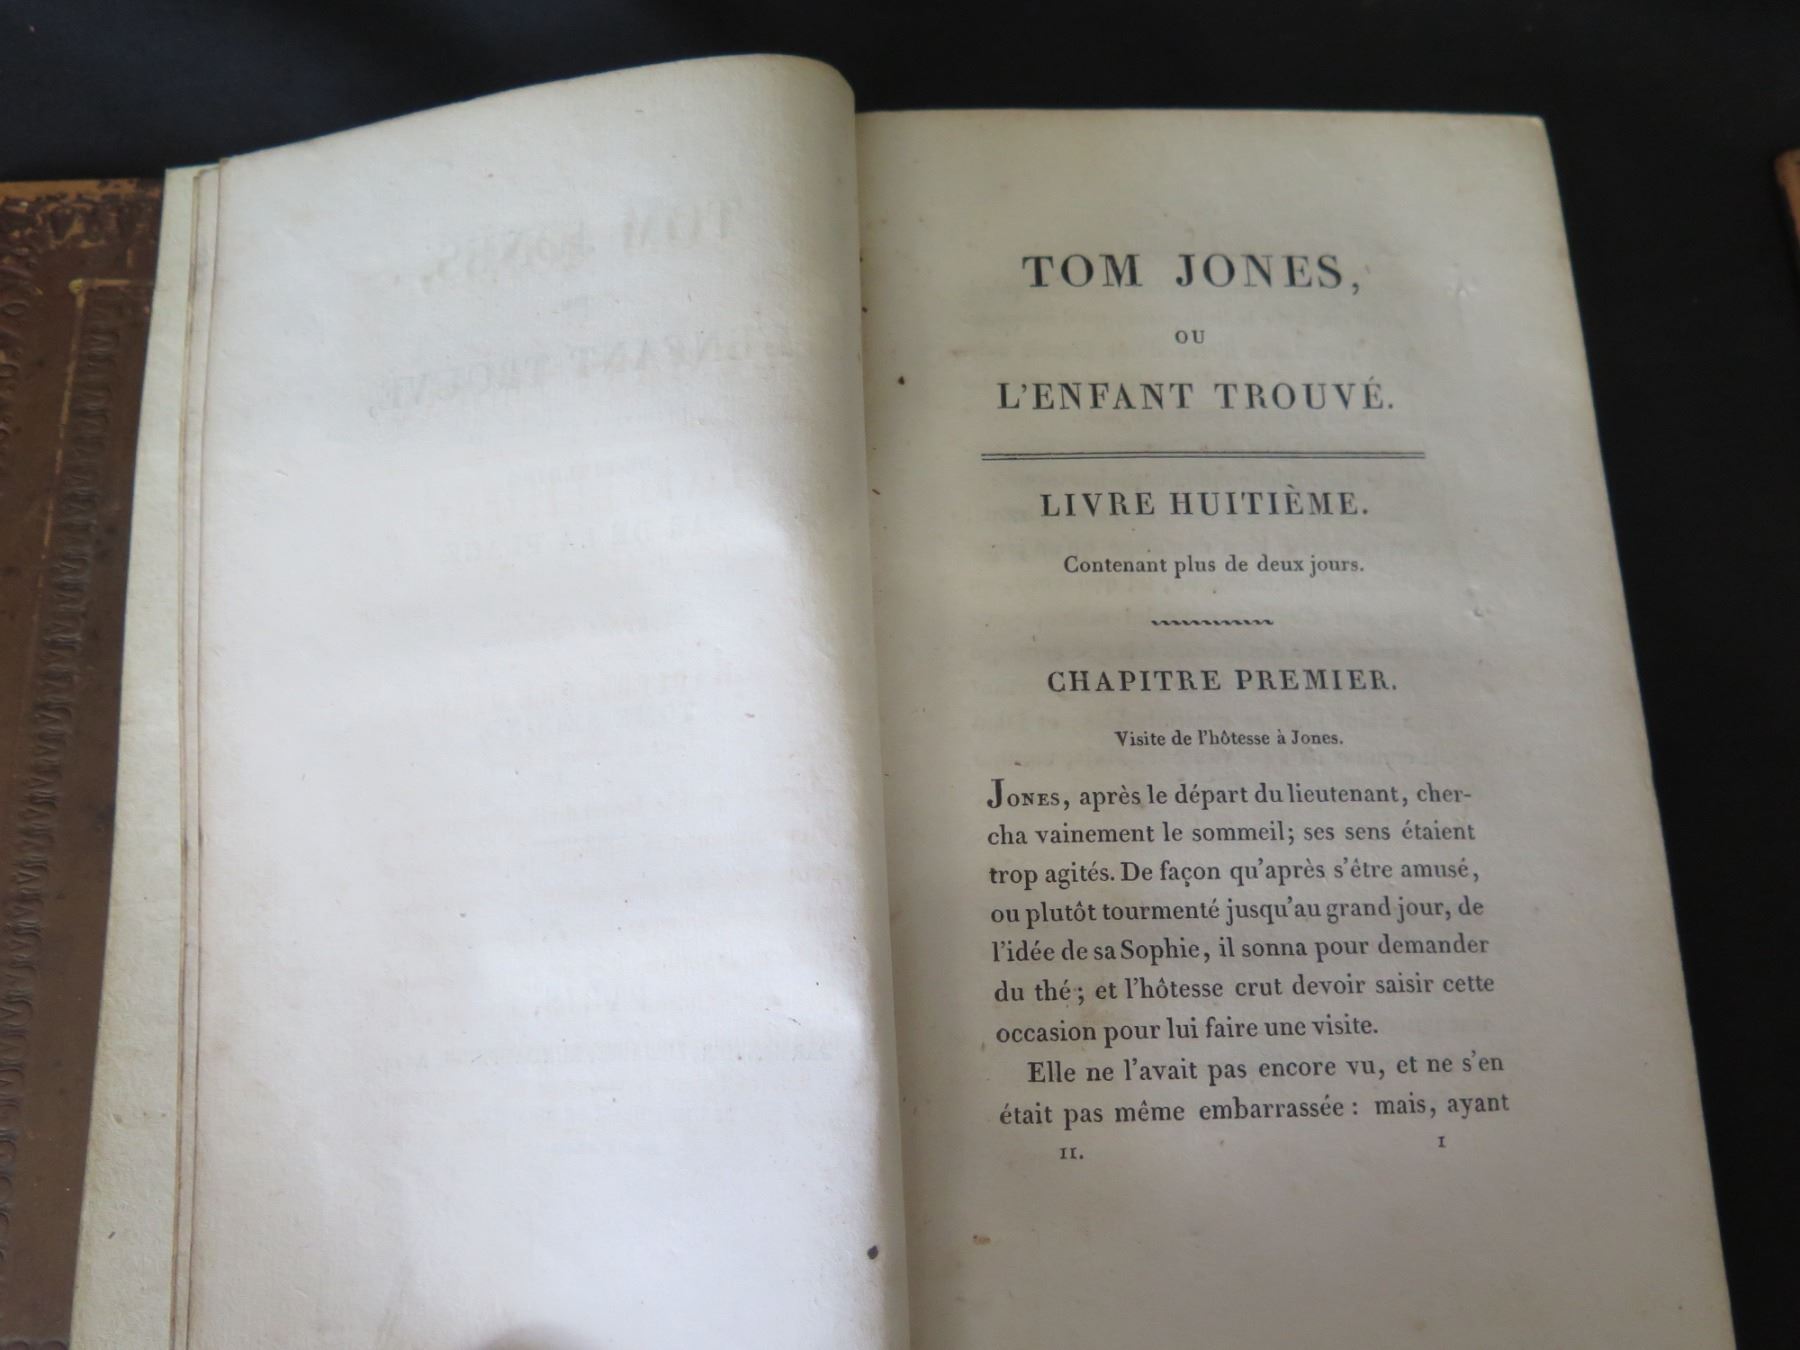 TOM JONES,
OU
L'ENFANT TROUVÉ.
LIVRE HUITIÈME.
Contenant plus de deux jours.
CHAPITRE PREMIER.
Visite de l'hôtesse à Jones.
JONES, après le départ du lieutenant, cher-
cha vainement le sommeil; ses sens étaient
trop agités. De façon qu'après s'être amusé,
ou plutôt tourmenté jusqu'au grand jour, de
l'idée de sa Sophie, il sonna pour demander
du thé; et l'hôtesse crut devoir saisir cette
occasion pour lui faire une visite.
Elle ne l'avait pas encore vu, et ne s'en
était pas même embarrassée : mais, ayant
II. 1